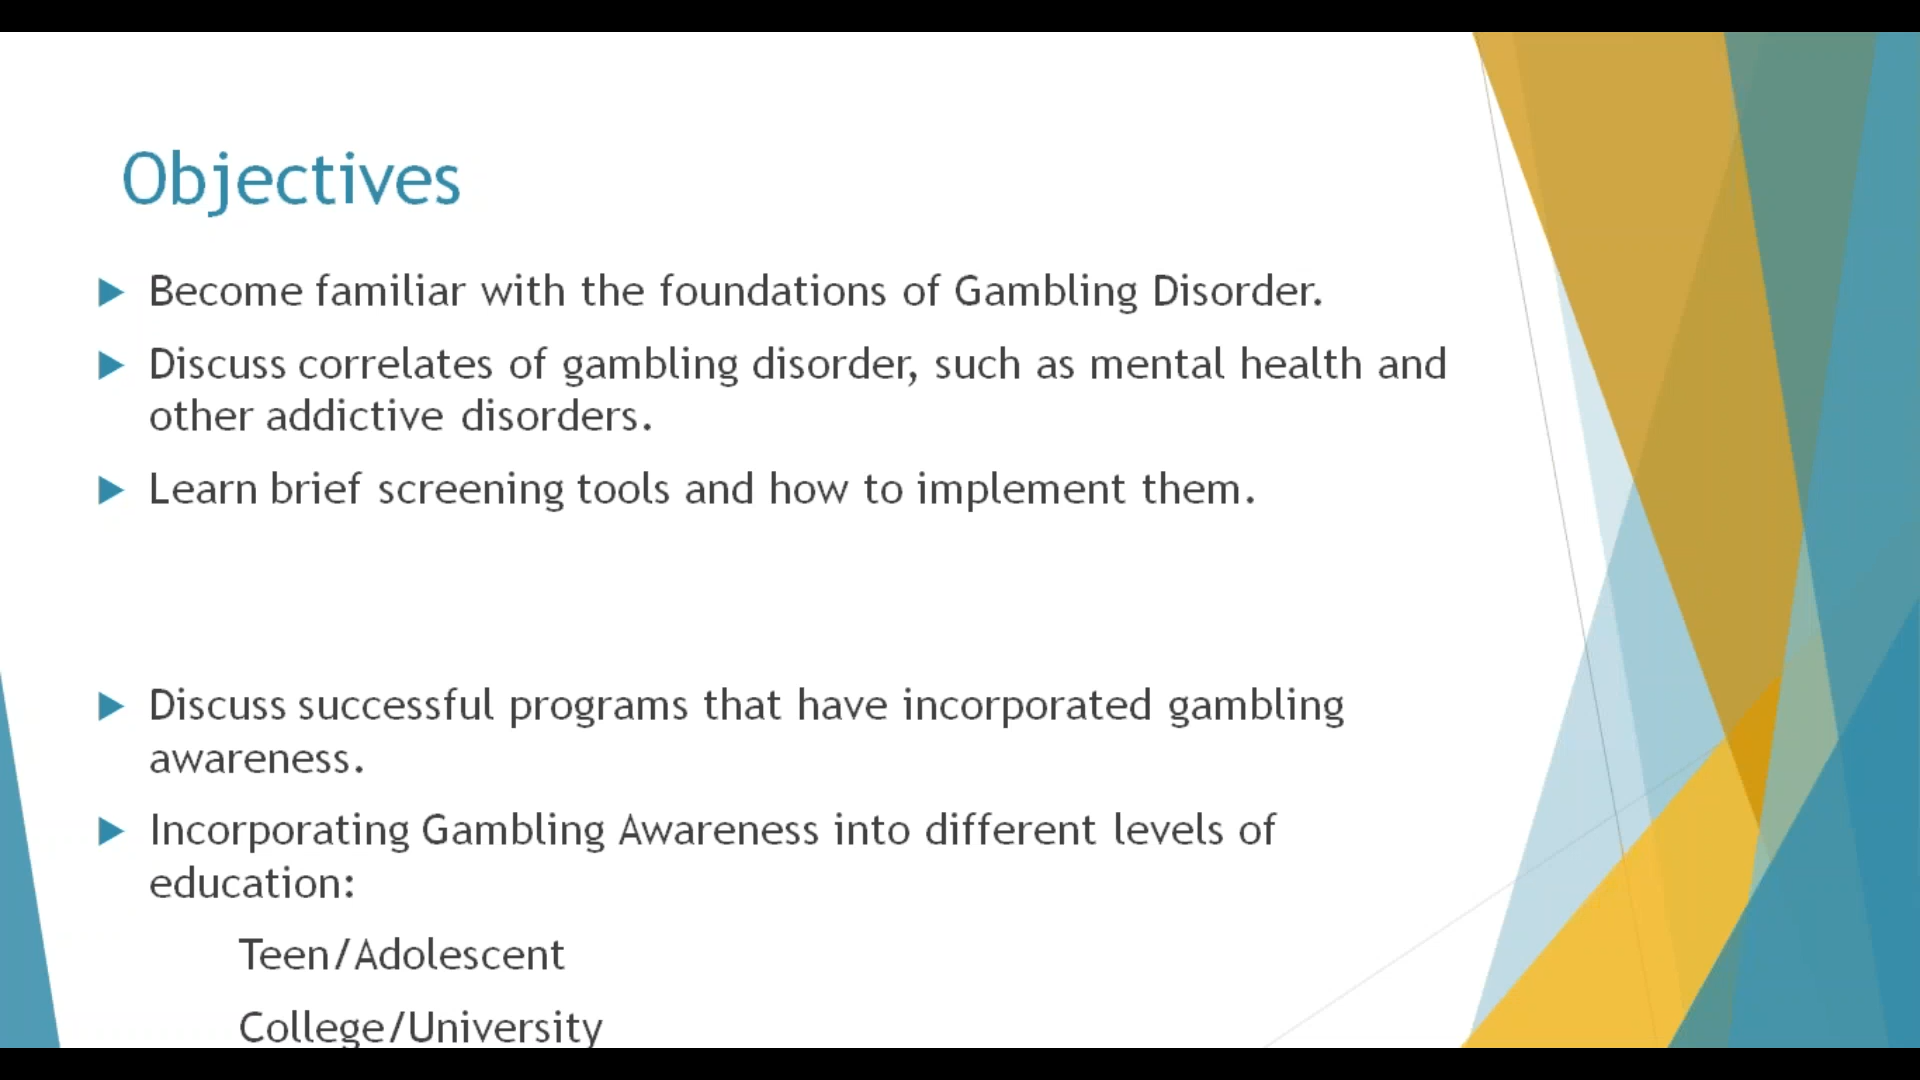 Objectives
Become familiar with the foundations of Gambling Disorder.
Discuss correlates of gambling disorder, such as mental health and
other addictive disorders.
Learn brief screening tools and how to implement them.
Discuss successful programs that have incorporated gambling
awareness.
Incorporating Gambling Awareness into different levels of
education:
Teen/Adolescent
College/University